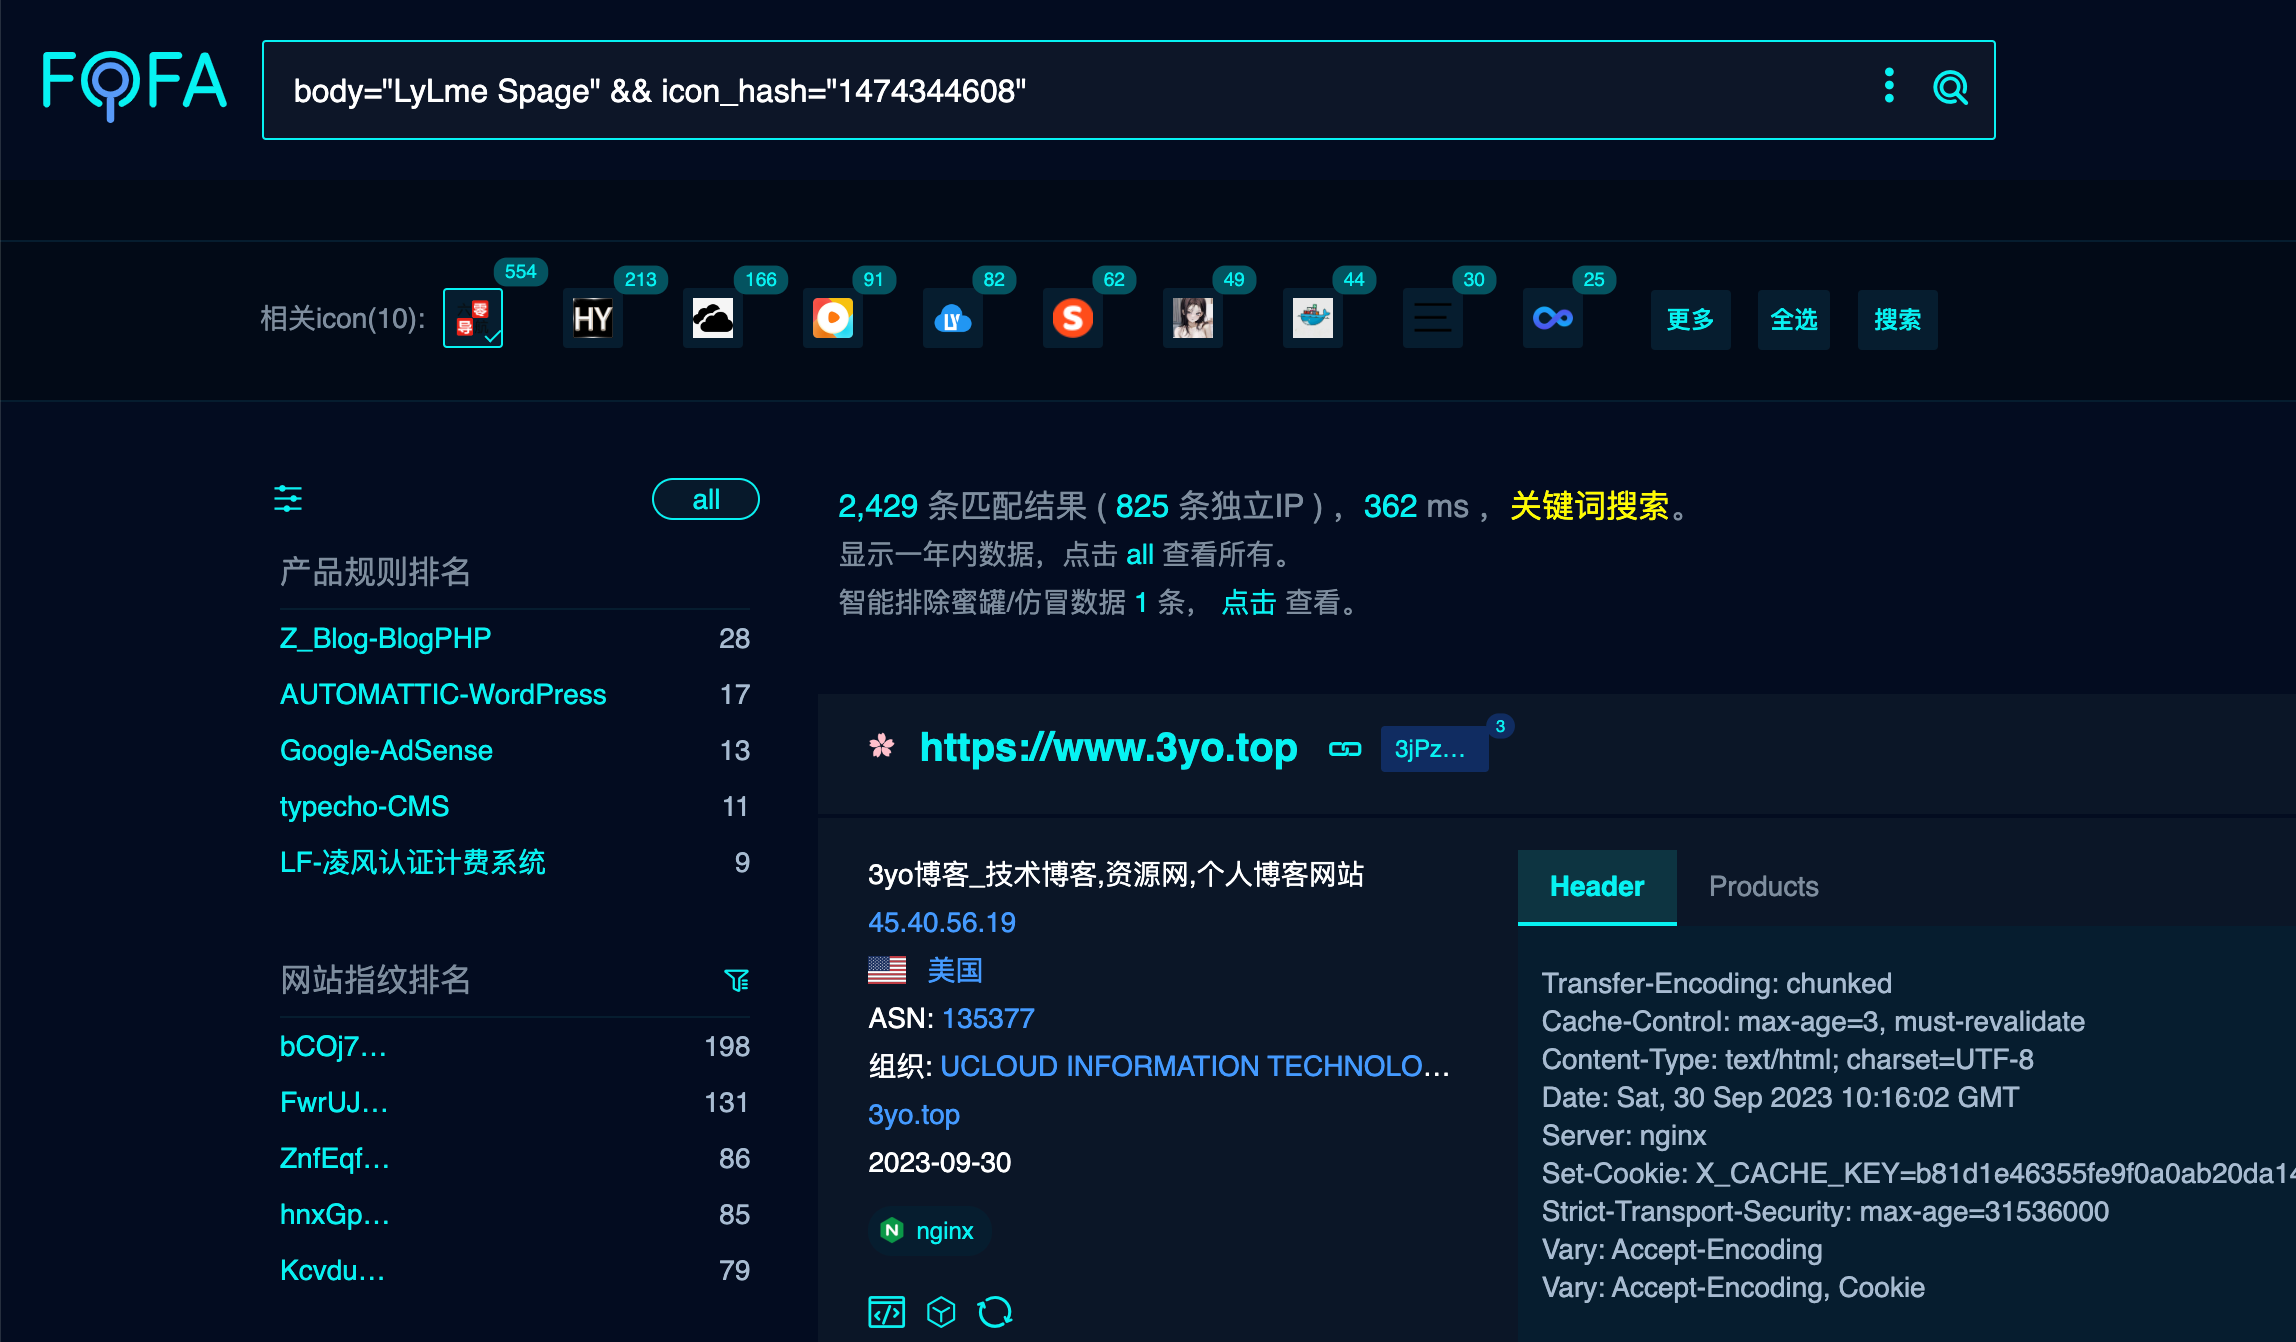 FOFA
body="LyLme Spage" && icon_hash="1474344608"
相关icon(10):
554
213
166
91
82
62
49
44
30
25
零
导
HY
LY
S
更多
全选
搜索
all
产品规则排名
Z_Blog-BlogPHP 28
AUTOMATTIC-WordPress 17
Google-AdSense 13
typecho-CMS 11
LF-凌风认证计费系统 9
网站指纹排名
bCOj7... 198
FwrUJ... 131
ZnfEqf... 86
hnxGp... 85
Kcvdu... 79
2,429 条匹配结果 ( 825 条独立IP ) ，362 ms ，关键词搜索。
显示一年内数据，点击 all 查看所有。
智能排除蜜罐/仿冒数据 1 条， 点击 查看。
https://www.3yo.top
3jPz...
3
3yo博客_技术博客,资源网,个人博客网站
45.40.56.19
美国
ASN: 135377
组织: UCLOUD INFORMATION TECHNOLO...
3yo.top
2023-09-30
N nginx
Header
Products
Transfer-Encoding: chunked
Cache-Control: max-age=3, must-revalidate
Content-Type: text/html; charset=UTF-8
Date: Sat, 30 Sep 2023 10:16:02 GMT
Server: nginx
Set-Cookie: X_CACHE_KEY=b81d1e46355fe9f0a0ab20da14
Strict-Transport-Security: max-age=31536000
Vary: Accept-Encoding
Vary: Accept-Encoding, Cookie